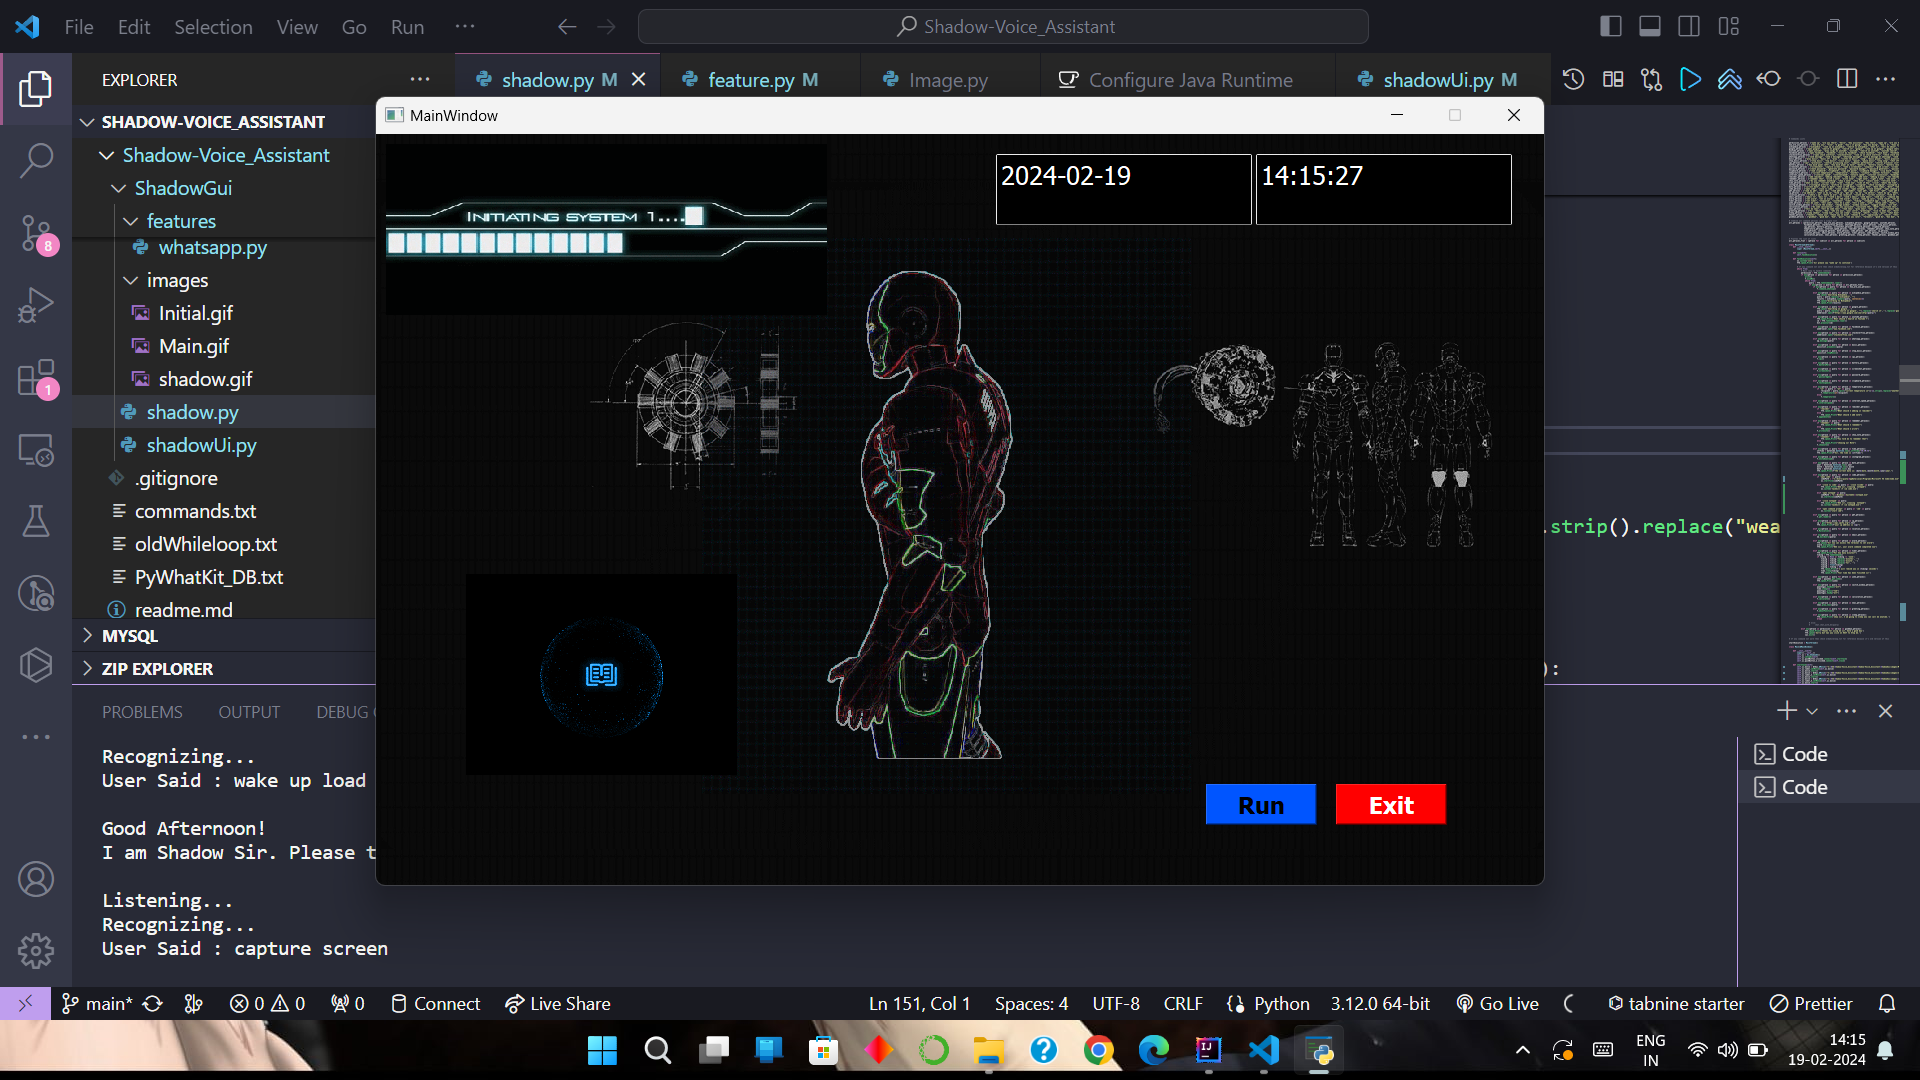 File Edit Selection View Go Run ...
Shadow-Voice_Assistant
EXPLORER ...
shadow.py M
feature.py M
Image.py
Configure Java Runtime
shadowUi.py M
SHADOW-VOICE_ASSISTANT
Shadow-Voice_Assistant
ShadowGui
features
whatsapp.py
images
Initial.gif
Main.gif
shadow.gif
shadow.py
shadowUi.py
.gitignore
commands.txt
oldWhileloop.txt
PyWhatKit_DB.txt
readme.md
MYSQL
ZIP EXPLORER
8
1
MainWindow
INITIATING SYSTEM 1....
2024-02-19
14:15:27
Run
Exit
.strip().replace("wea
):
PROBLEMS OUTPUT DEBUG
Recognizing...
User Said : wake up load
Good Afternoon!
I am Shadow Sir. Please t
Listening...
Recognizing...
User Said : capture screen
Code
Code
main* 0 0 0 Connect Live Share Ln 151, Col 1 Spaces: 4 UTF-8 CRLF Python 3.12.0 64-bit Go Live tabnine starter Prettier
IJ
ENG
IN
14:15
19-02-2024